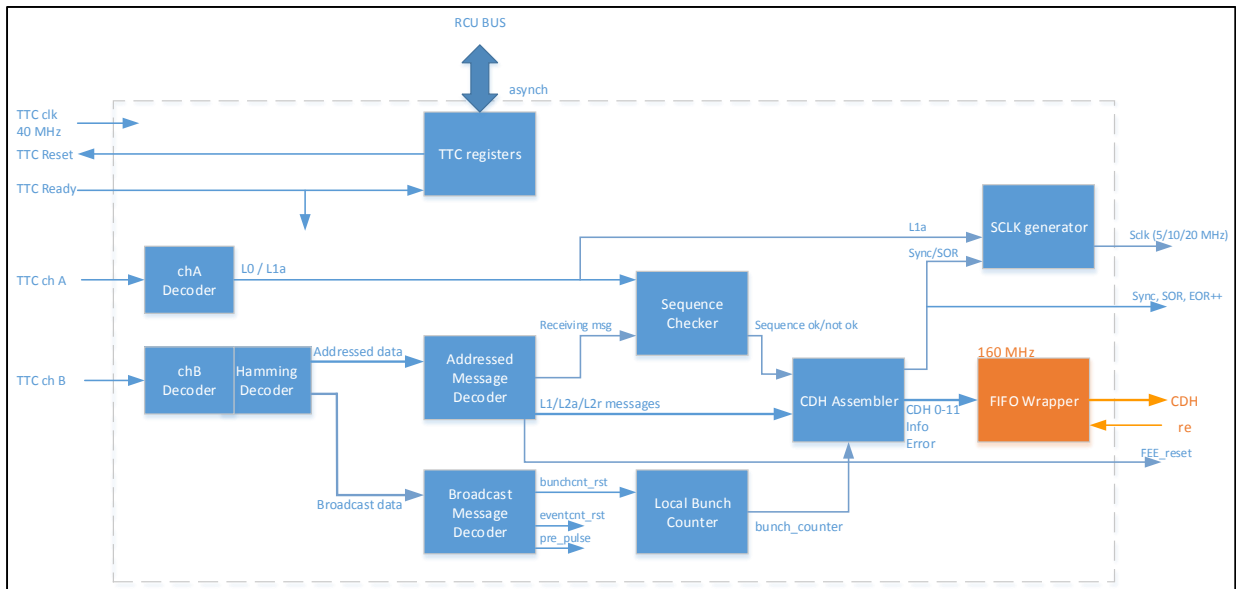 RCU BUS
asynch
TTC clk
40 MHz
TTC Reset
TTC Ready
TTC registers
TTC ch A
chA
Decoder
L0 / L1a
L1a
SCLK generator
Sclk (5/10/20 MHz)
Sync/SOR
Sync, SOR, EOR++
Sequence
Checker
Receiving msg
Sequence ok/not ok
TTC ch B
chB
Decoder
Hamming
Decoder
Addressed data
Addressed
Message
Decoder
L1/L2a/L2r messages
CDH Assembler
CDH 0-11
Info
Error
160 MHz
FIFO Wrapper
CDH
re
FEE_reset
Broadcast data
Broadcast
Message
Decoder
bunchcnt_rst
eventcnt_rst
pre_pulse
Local Bunch
Counter
bunch_counter